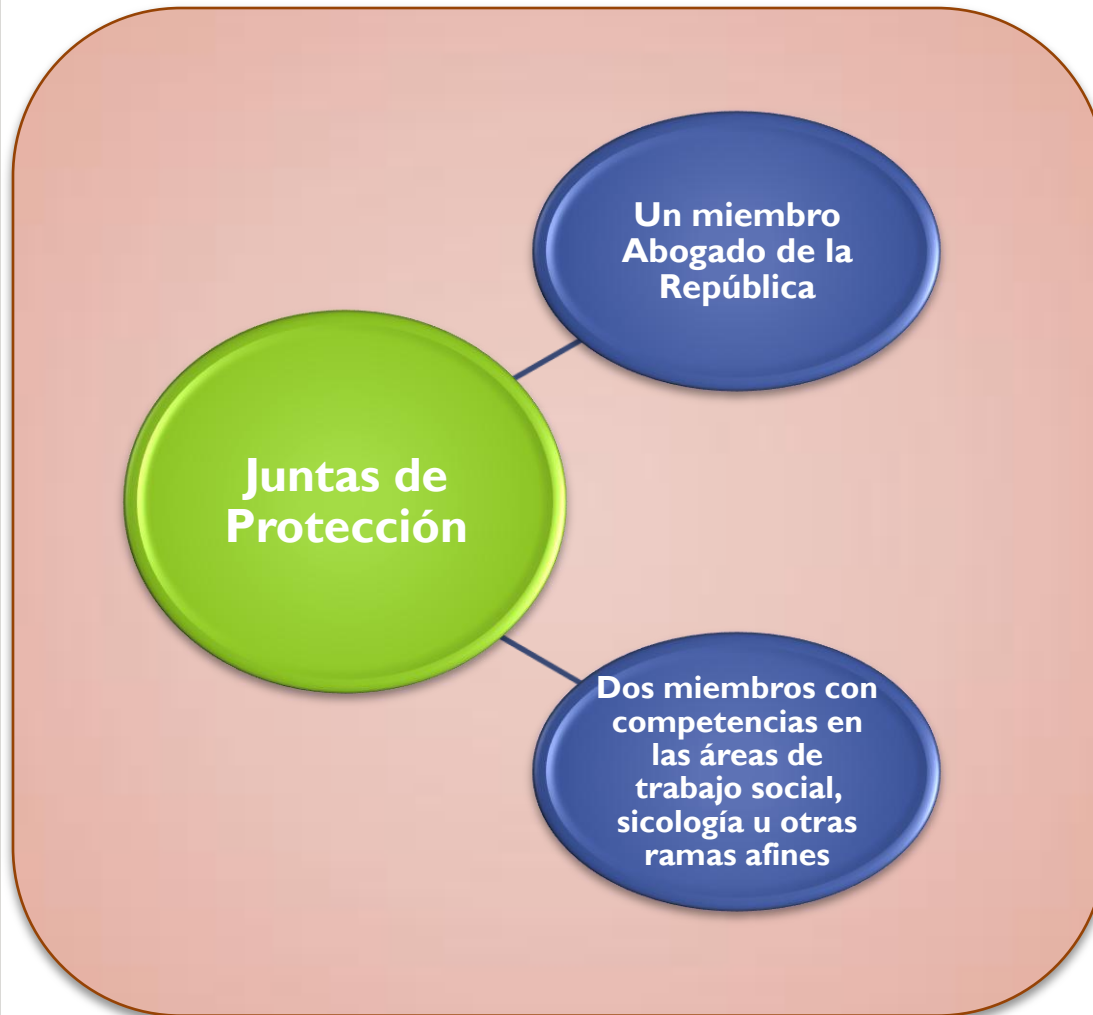 Un miembro
Abogado de la
República
Juntas de
Protección
Dos miembros con
competencias en
las áreas de
trabajo social,
sicología u otras
ramas afines